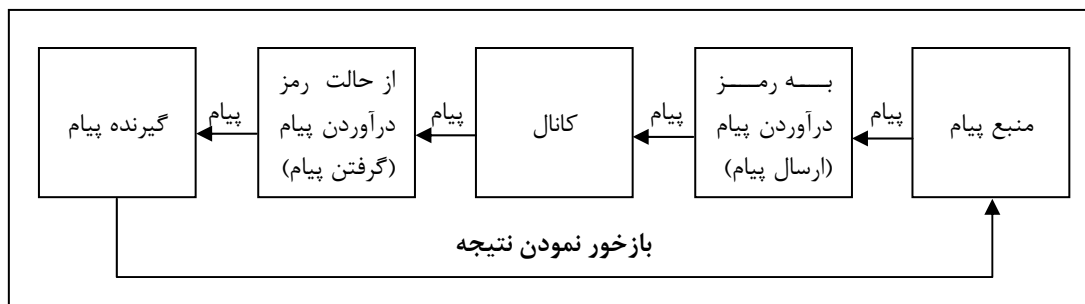 منبع پیام
پیام
به رمز
درآوردن پیام
(ارسال پیام)
پیام
کانال
پیام
از حالت رمز
درآوردن پیام
(گرفتن پیام)
پیام
گیرنده پیام
بازخور نمودن نتیجه